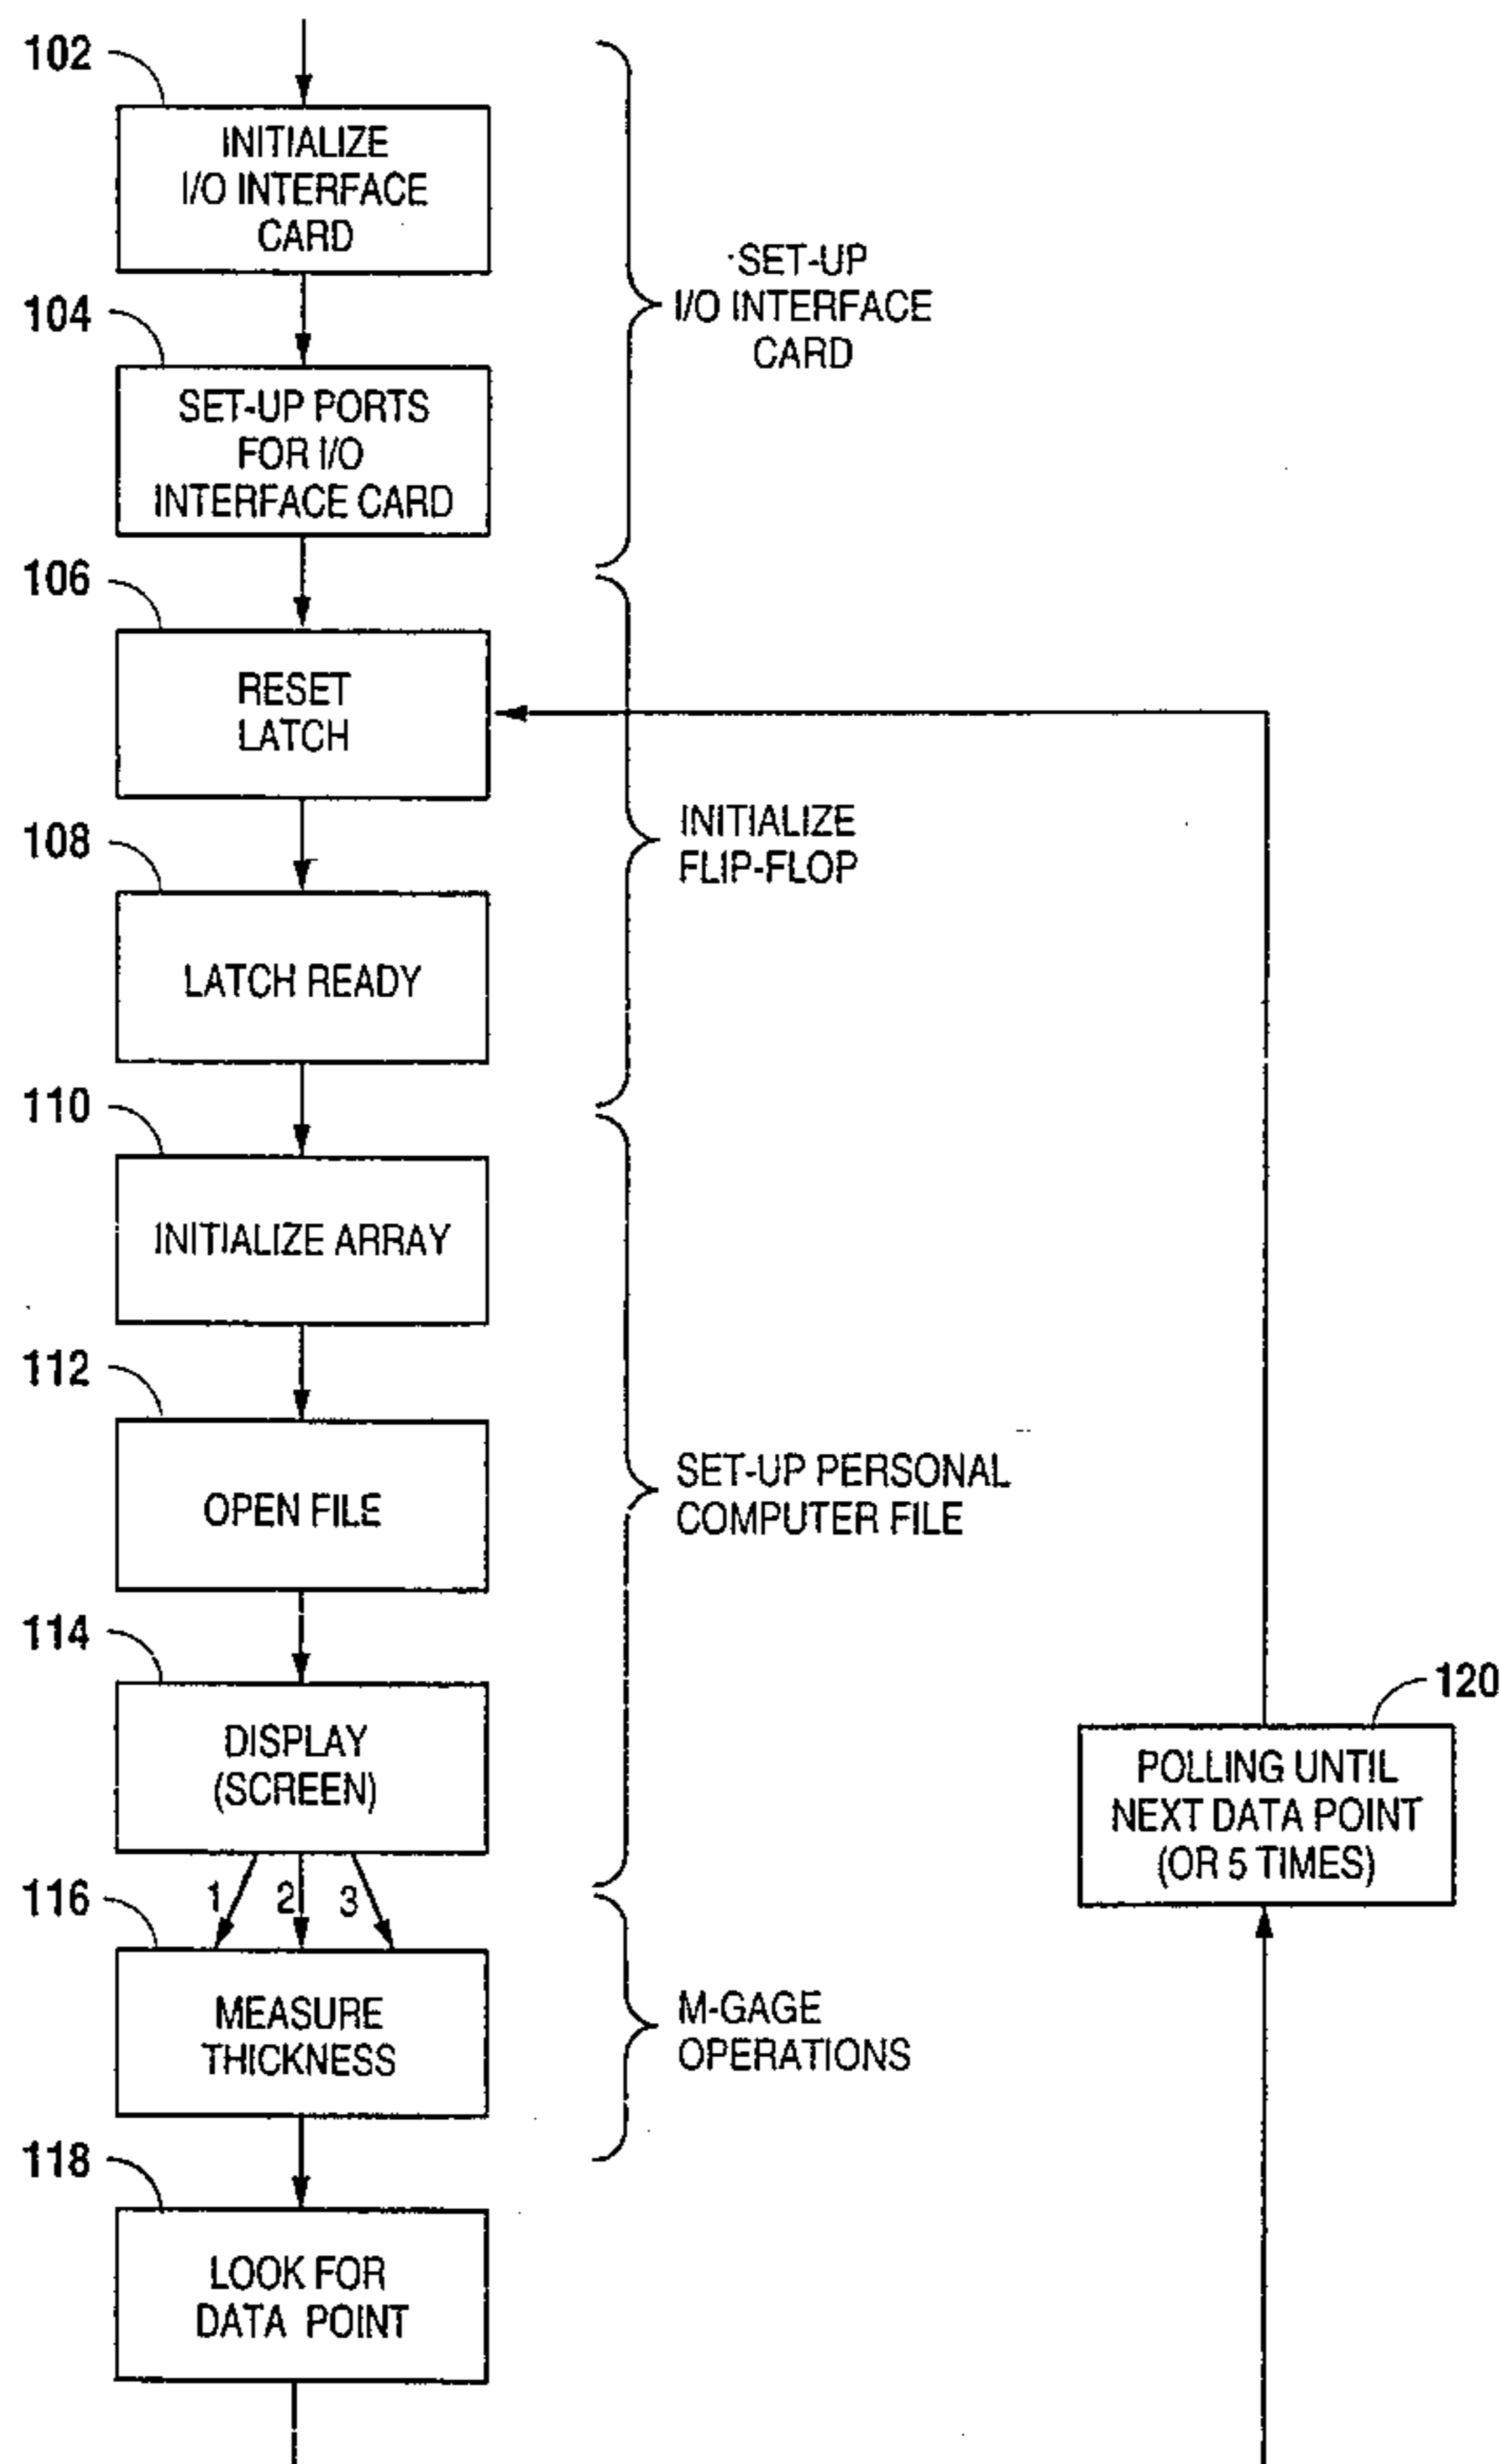 102
INITIALIZE
I/O INTERFACE
CARD
104
SET-UP PORTS
FOR I/O
INTERFACE CARD
SET-UP
I/O INTERFACE
CARD
106
RESET
LATCH
108
LATCH READY
INITIALIZE
FLIP-FLOP
110
INITIALIZE ARRAY
112
OPEN FILE
114
DISPLAY
(SCREEN)
SET-UP PERSONAL
COMPUTER FILE
1 2 3
116
MEASURE
THICKNESS
M-GAGE
OPERATIONS
118
LOOK FOR
DATA POINT
120
POLLING UNTIL
NEXT DATA POINT
(OR 5 TIMES)